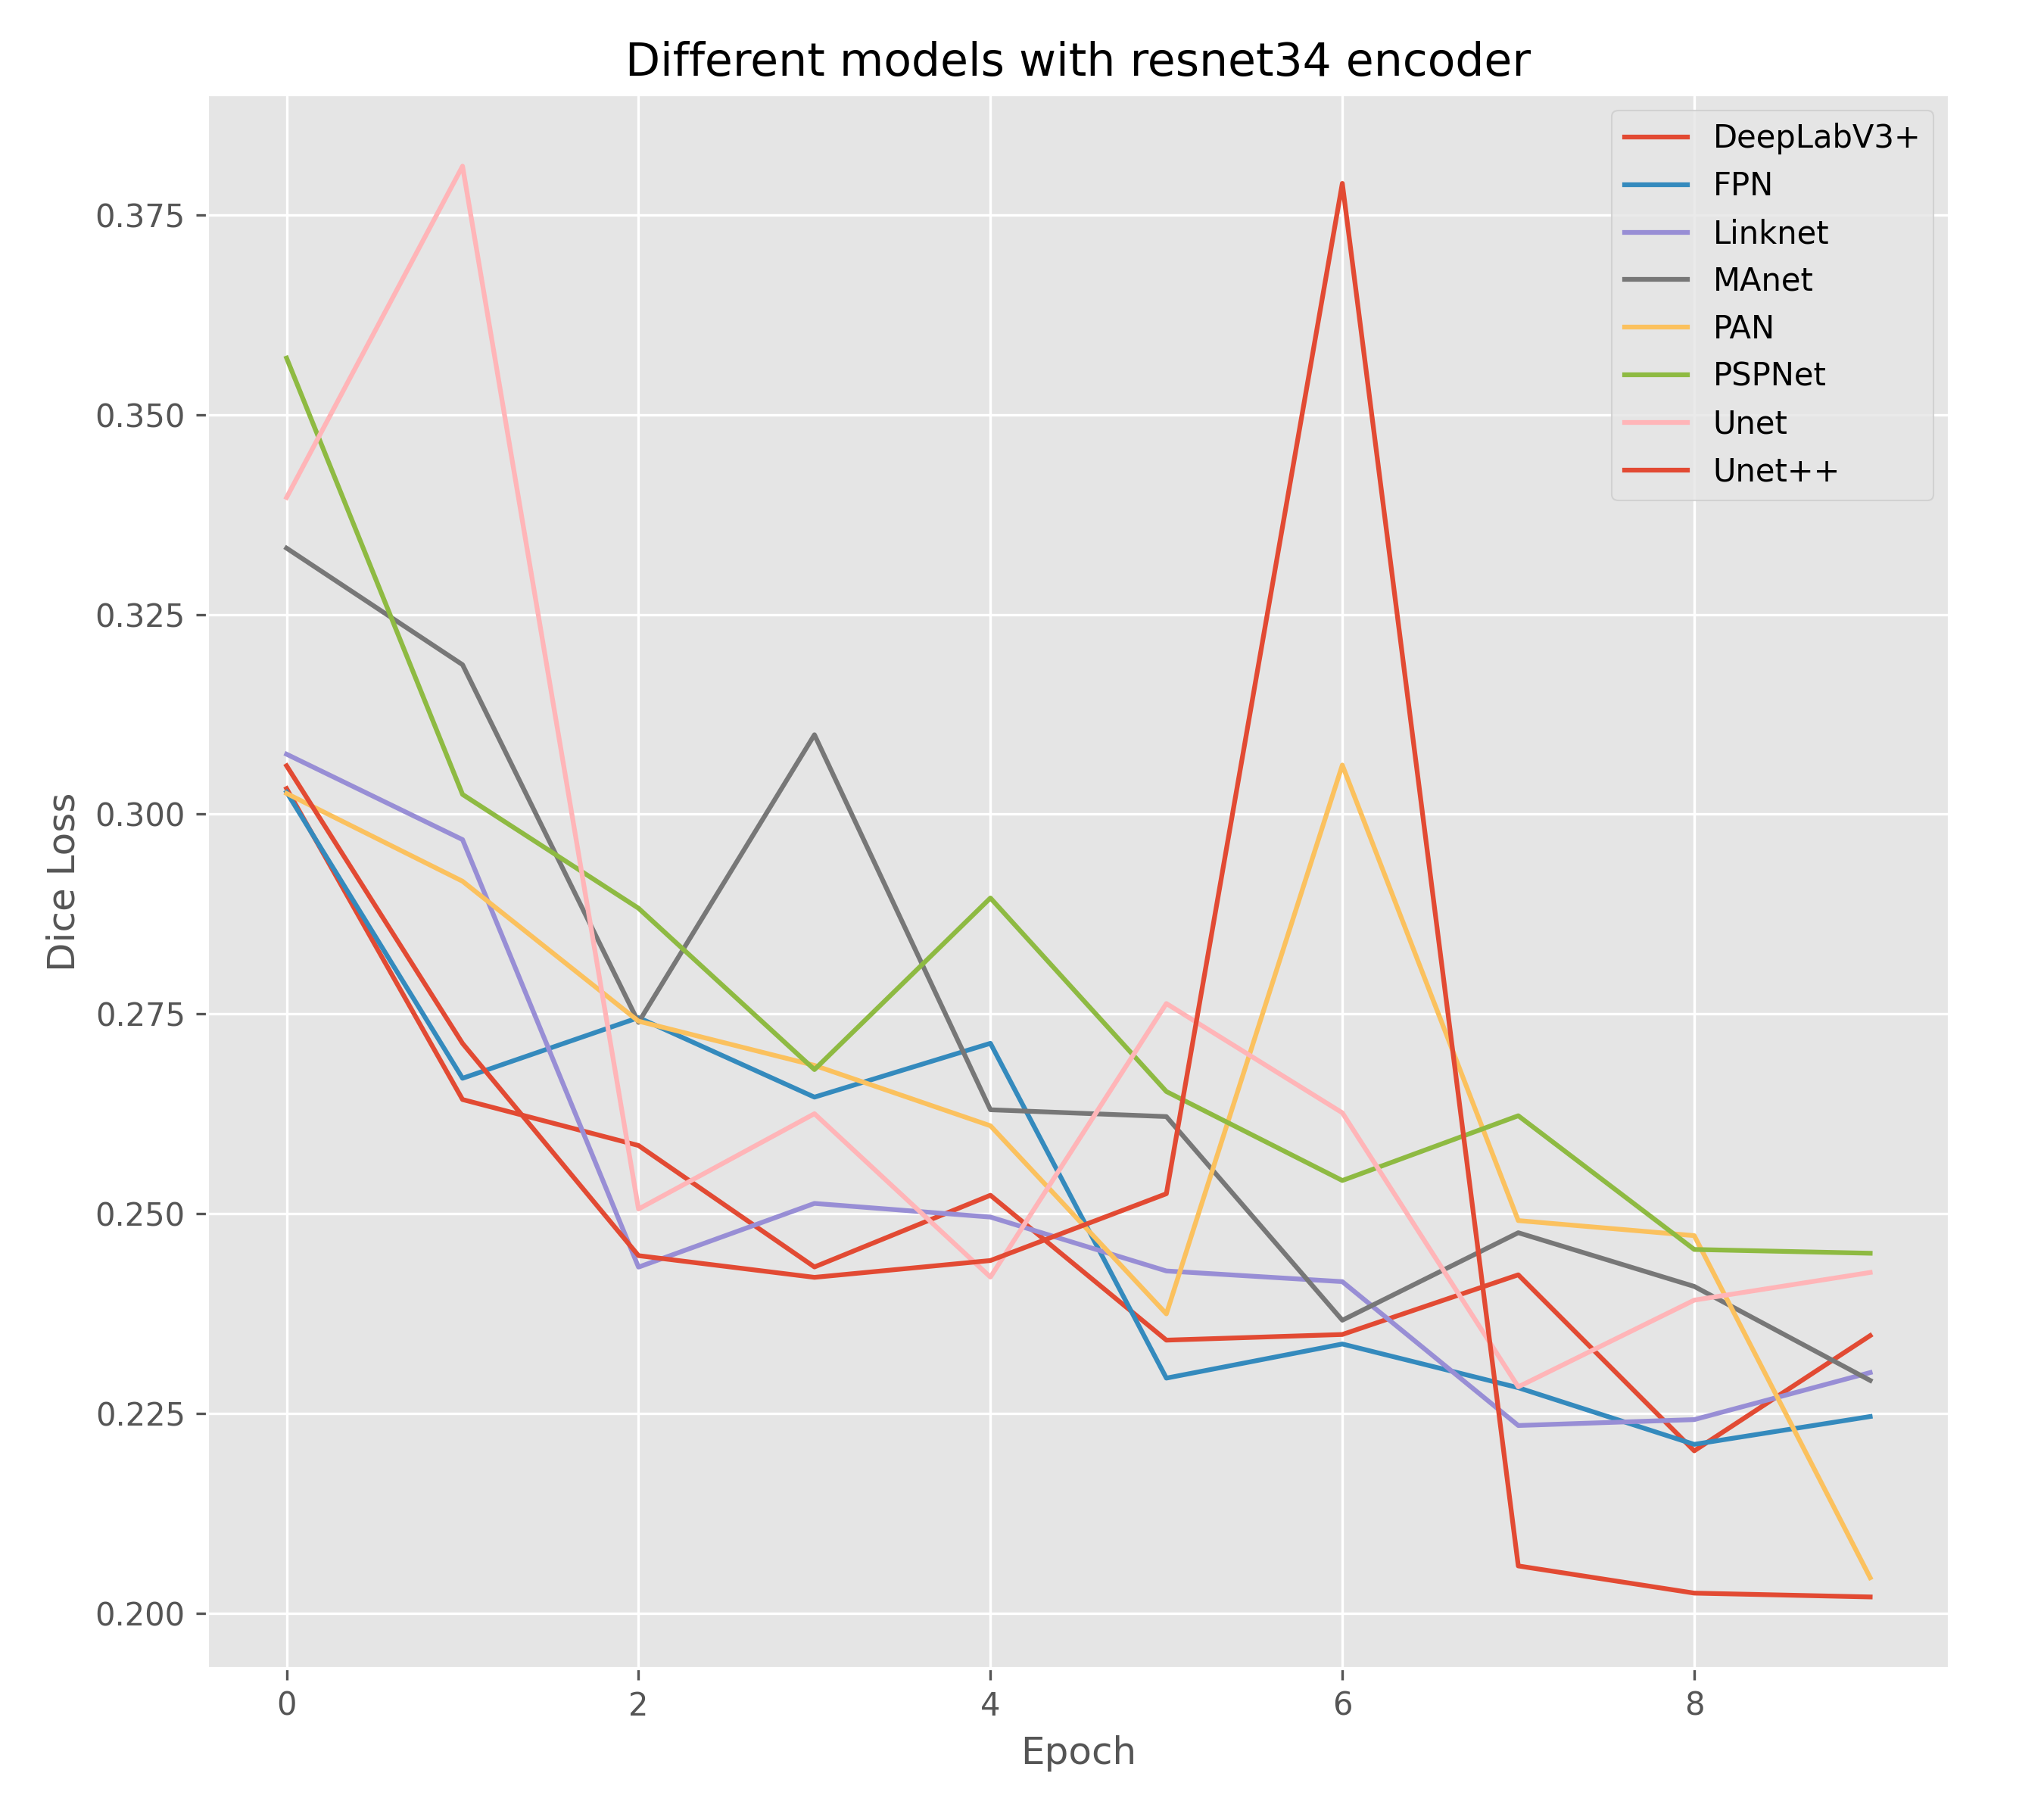 Different models with resnet34 encoder
DeepLabV3+
FPN
Linknet
MAnet
PAN
PSPNet
Unet
Unet++
0.375
0.350
0.325
0.300
0.275
0.250
0.225
0.200
Dice Loss
0 2 4 6 8
Epoch